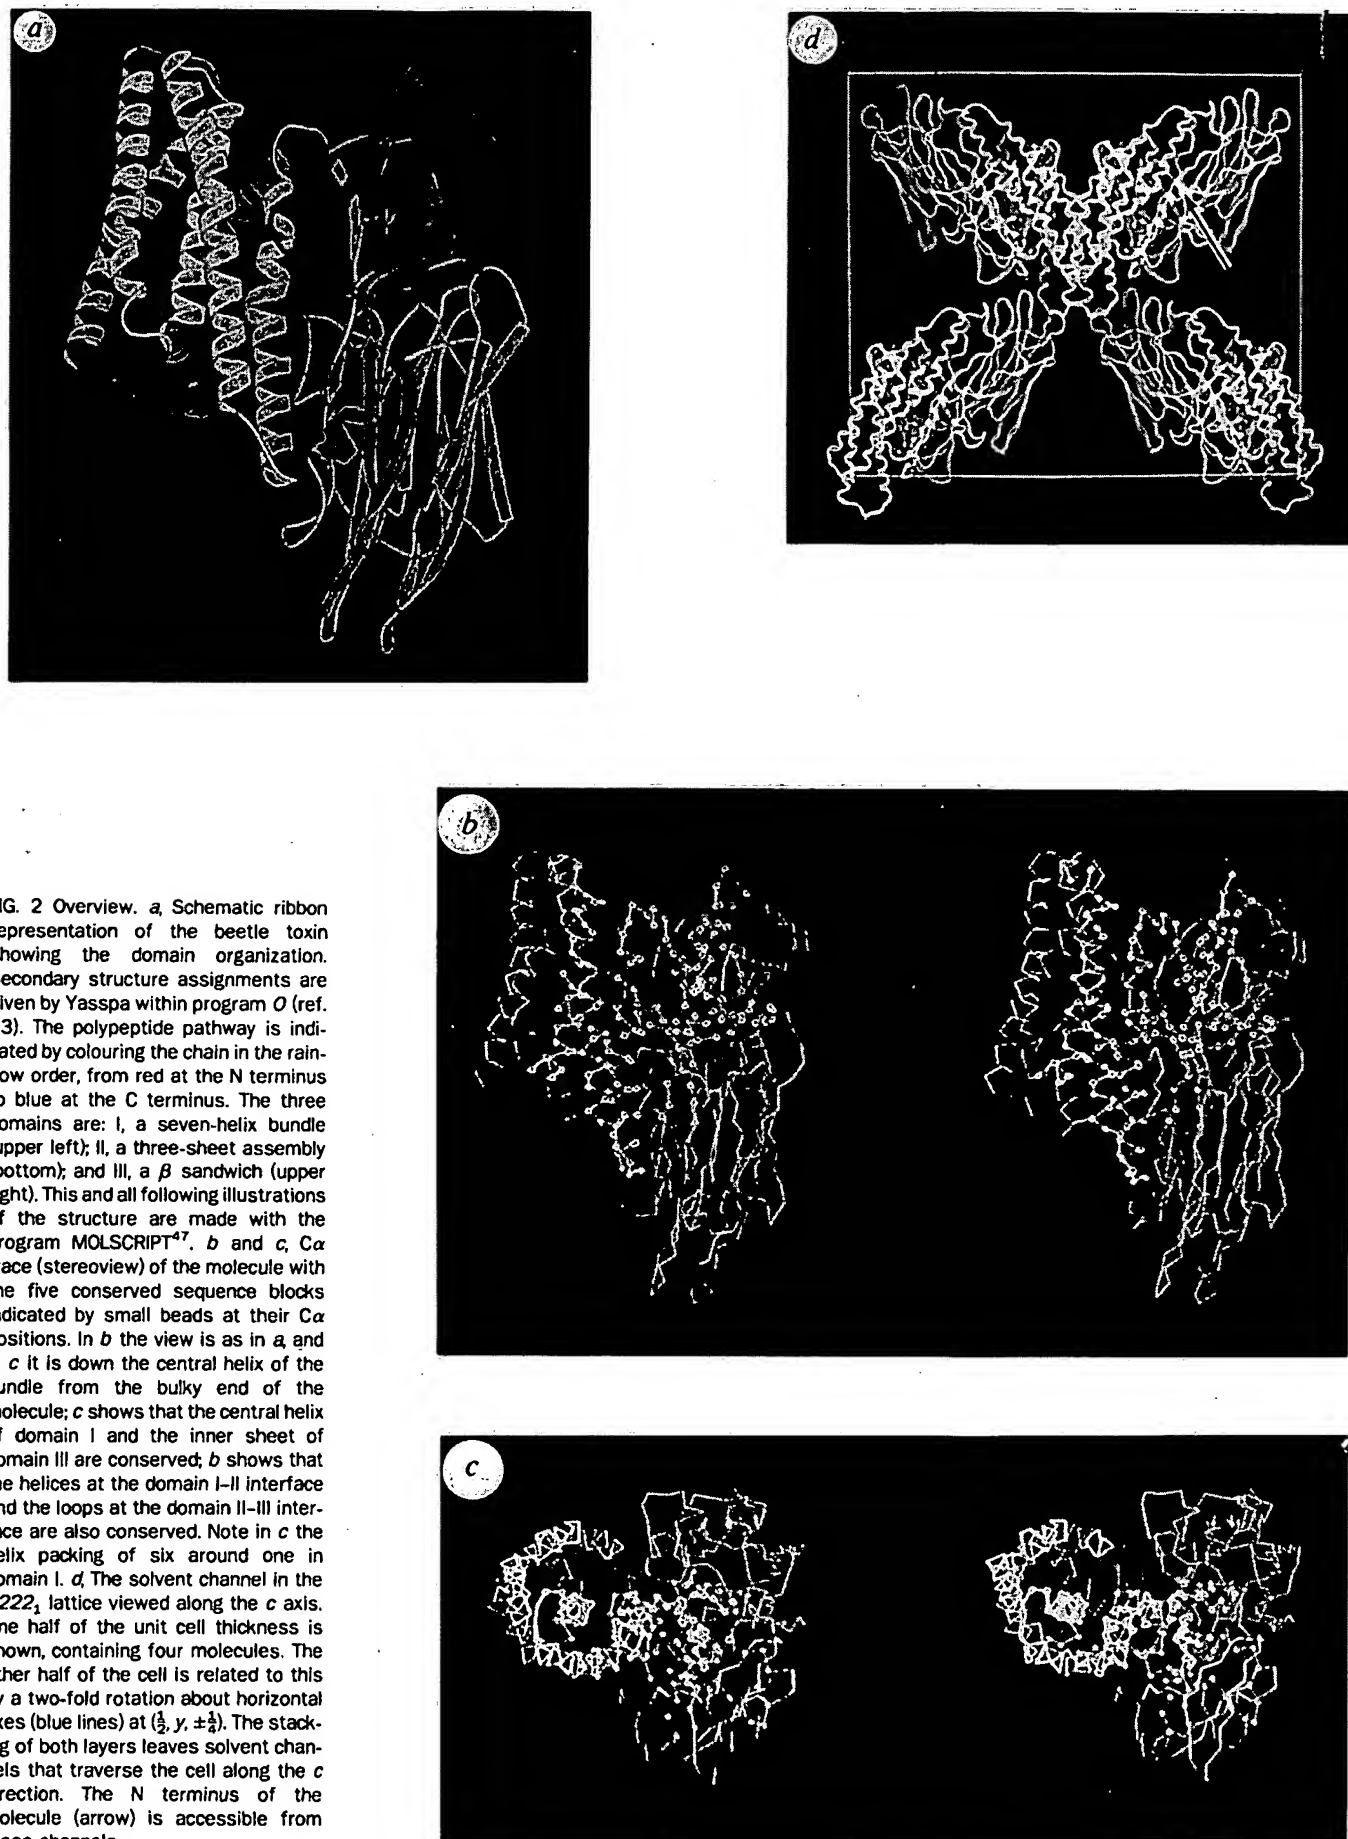 a
d
b
c
IG. 2 Overview. a, Schematic ribbon
epresentation of the beetle toxin
howing the domain organization.
econdary structure assignments are
iven by Yasspa within program O (ref.
3). The polypeptide pathway is indi-
ated by colouring the chain in the rain-
ow order, from red at the N terminus
o blue at the C terminus. The three
omains are: I, a seven-helix bundle
upper left); II, a three-sheet assembly
bottom); and III, a β sandwich (upper
ght). This and all following illustrations
f the structure are made with the
rogram MOLSCRIPT⁴⁷. b and c, Cα
ace (stereoview) of the molecule with
ne five conserved sequence blocks
ndicated by small beads at their Cα
ositions. In b the view is as in a, and
c it is down the central helix of the
undle from the bulky end of the
nolecule; c shows that the central helix
f domain I and the inner sheet of
omain III are conserved; b shows that
ne helices at the domain I–II interface
nd the loops at the domain II–III inter-
ace are also conserved. Note in c the
elix packing of six around one in
omain I. d, The solvent channel in the
222₁ lattice viewed along the c axis.
ne half of the unit cell thickness is
hown, containing four molecules. The
ther half of the cell is related to this
y a two-fold rotation about horizontal
xes (blue lines) at (½, y, ±¼). The stack-
g of both layers leaves solvent chan-
els that traverse the cell along the c
rection. The N terminus of the
olecule (arrow) is accessible from